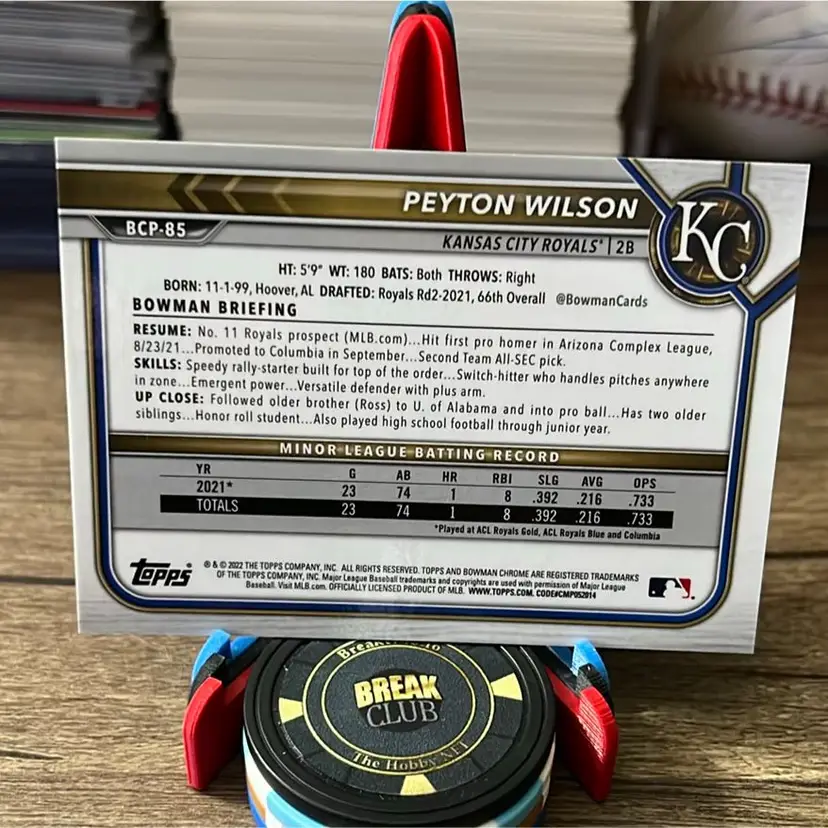 PEYTON WILSON
BCP-85
KANSAS CITY ROYALS® | 2B
KC
HT: 5'9" WT: 180 BATS: Both THROWS: Right
BORN: 11-1-99, Hoover, AL DRAFTED: Royals Rd2-2021, 66th Overall @BowmanCards
BOWMAN BRIEFING
RESUME: No. 11 Royals prospect (MLB.com)...Hit first pro homer in Arizona Complex League,
8/23/21...Promoted to Columbia in September...Second Team All-SEC pick.
SKILLS: Speedy rally-starter built for top of the order...Switch-hitter who handles pitches anywhere
in zone...Emergent power...Versatile defender with plus arm.
UP CLOSE: Followed older brother (Ross) to U. of Alabama and into pro ball...Has two older
siblings...Honor roll student...Also played high school football through junior year.
MINOR LEAGUE BATTING RECORD
YR G AB HR RBI SLG AVG OPS
2021* 23 74 1 8 .392 .216 .733
TOTALS 23 74 1 8 .392 .216 .733
*Played at ACL Royals Gold, ACL Royals Blue and Columbia
topps
® & © 2022 THE TOPPS COMPANY, INC. ALL RIGHTS RESERVED. TOPPS AND BOWMAN CHROME ARE REGISTERED TRADEMARKS
OF THE TOPPS COMPANY, INC. Major League Baseball trademarks and copyrights are used with permission of Major League
Baseball. Visit MLB.com. OFFICIALLY LICENSED PRODUCT OF MLB. WWW.TOPPS.COM. CODE#CMP052014
BREAK
CLUB
The Hobby